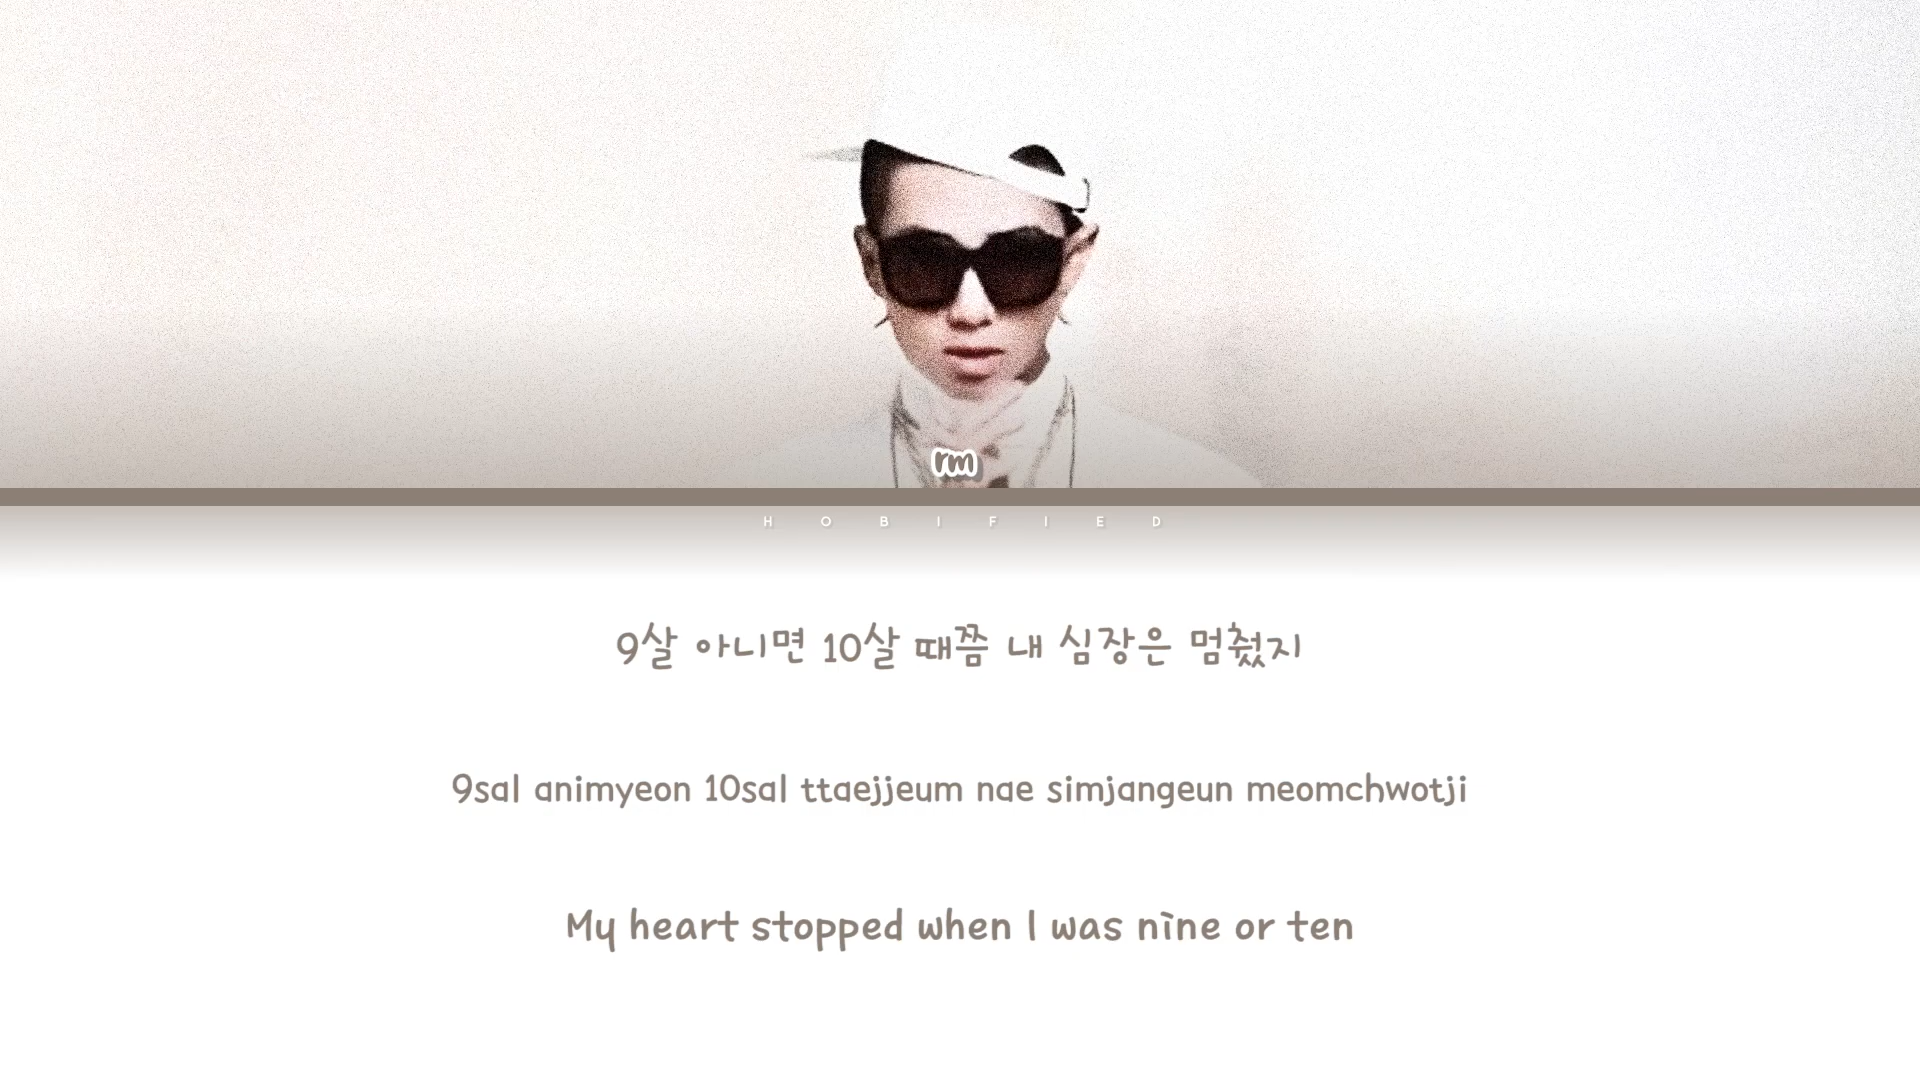 rm
H O B I F I E D
9살 아니면 10살 때쯤 내 심장은 멈췄지
9sal animyeon 10sal ttaejjeum nae simjangeun meomchwotji
My heart stopped when I was nine or ten